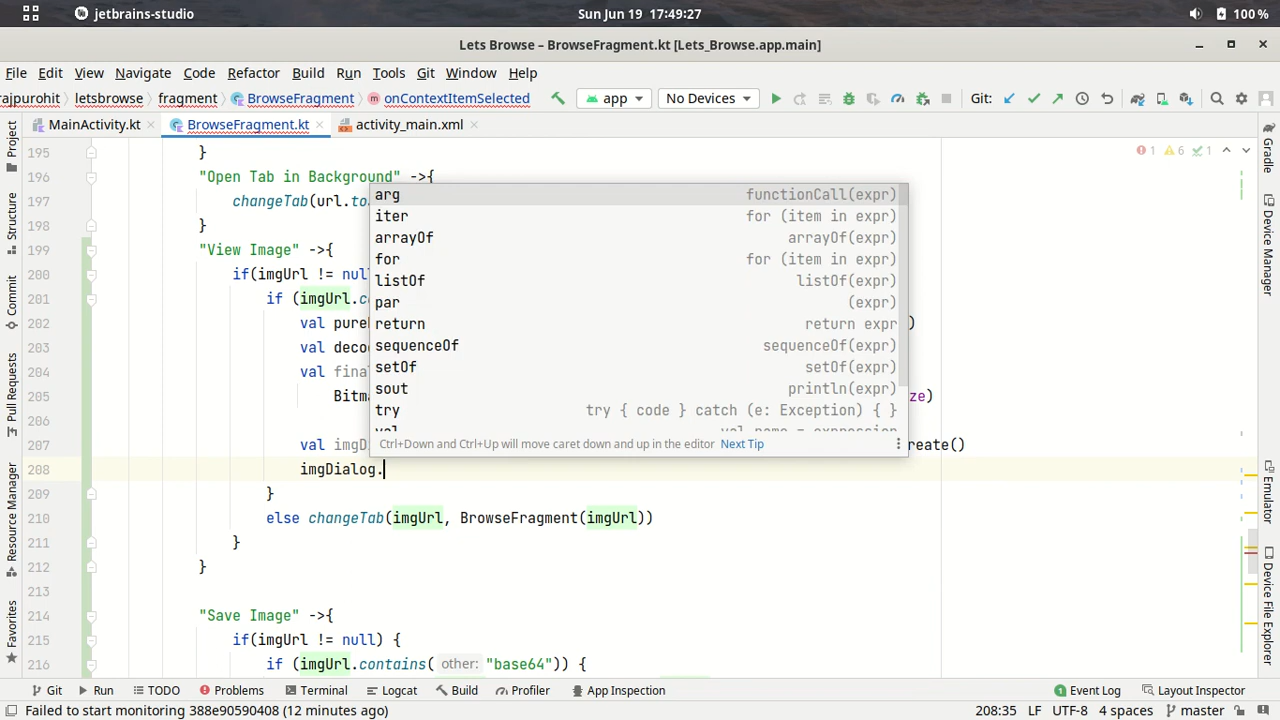 jetbrains-studio Sun Jun 19 17:49:27 100 %
Lets Browse – BrowseFragment.kt [Lets_Browse.app.main]
File Edit View Navigate Code Refactor Build Run Tools Git Window Help
rajpurohit letsbrowse fragment BrowseFragment onContextItemSelected app No Devices Git:
MainActivity.kt BrowseFragment.kt activity_main.xml
195 }
1 6 1
196 "Open Tab in Background" ->{
197 changeTab(url.to
198 }
199 "View Image" ->{
200 if(imgUrl != null
201 if (imgUrl.c
202 val pure )
203 val deco
204 val fina
205 Bitm ze)
206
207 val imgD reate()
208 imgDialog.
209 }
210 else changeTab(imgUrl, BrowseFragment(imgUrl))
211 }
212 }
213
214 "Save Image" ->{
215 if(imgUrl != null) {
216 if (imgUrl.contains( other: "base64")) {
arg functionCall(expr)
iter for (item in expr)
arrayOf arrayOf(expr)
for for (item in expr)
listOf listOf(expr)
par (expr)
return return expr
sequenceOf sequenceOf(expr)
setOf setOf(expr)
sout println(expr)
try try { code } catch (e: Exception) { }
val val name = expression
Ctrl+Down and Ctrl+Up will move caret down and up in the editor Next Tip
Project
Structure
Commit
Pull Requests
Resource Manager
Favorites
Gradle
Device Manager
Emulator
Device File Explorer
Git Run TODO Problems Terminal Logcat Build Profiler App Inspection 1 Event Log Layout Inspector
Failed to start monitoring 388e90590408 (12 minutes ago) 208:35 LF UTF-8 4 spaces master